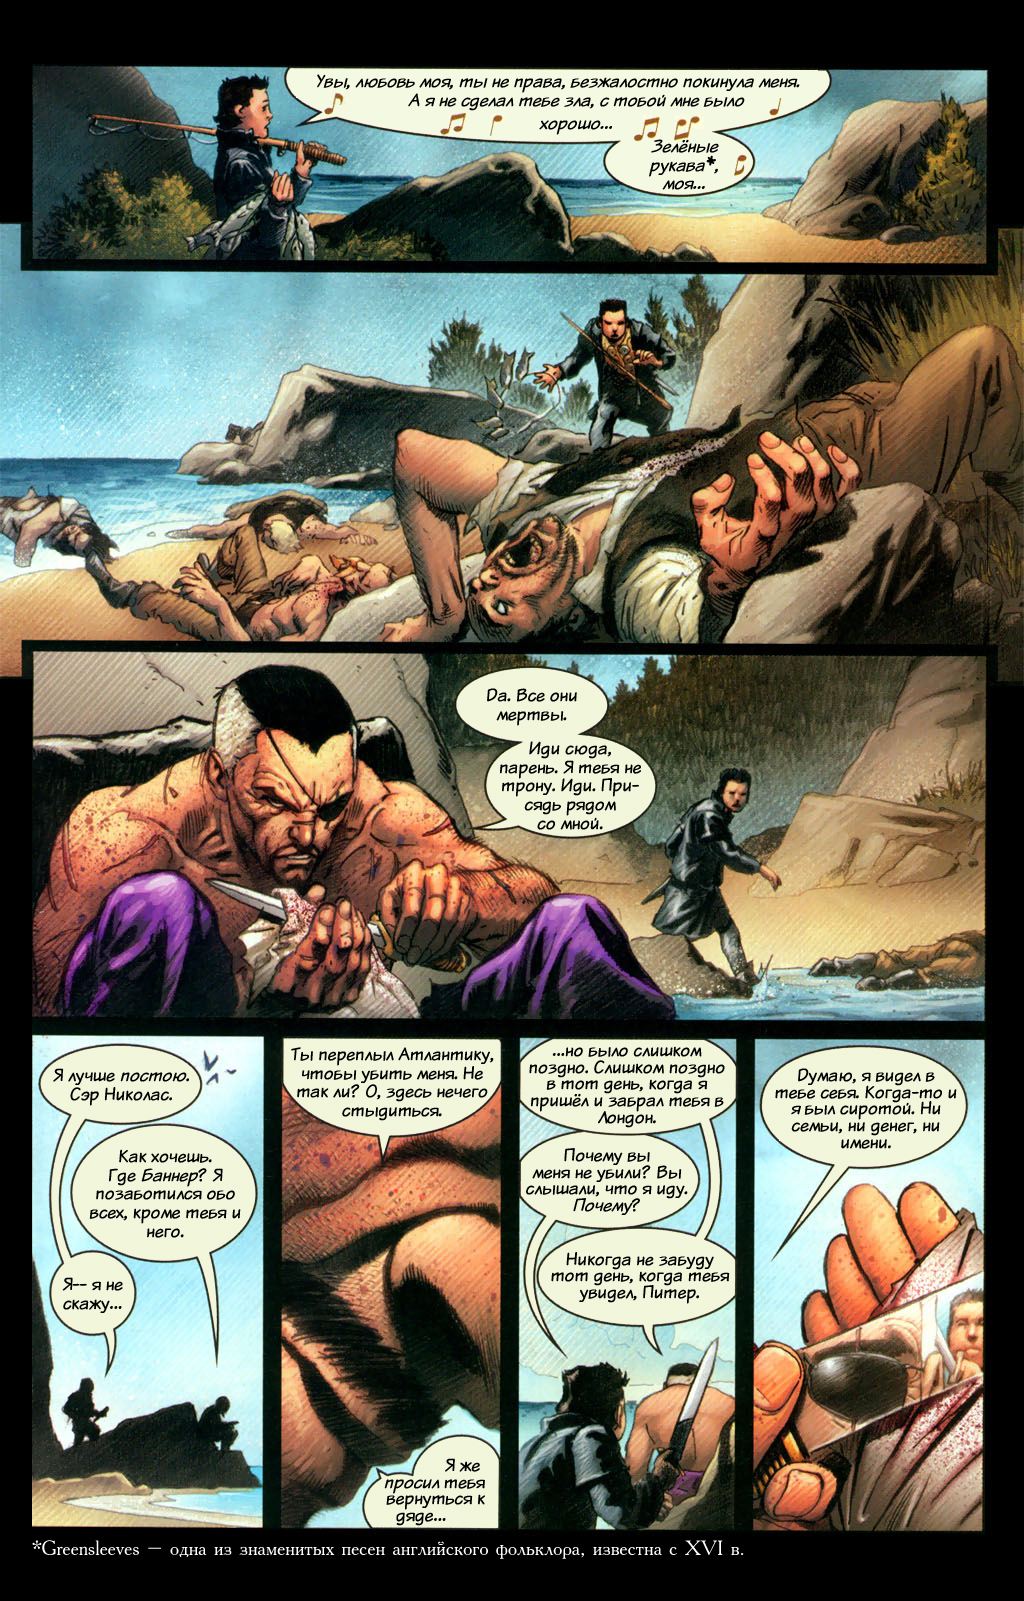 Увы, любовь моя, ты не права, безжалостно покинула меня.
А я не сделал тебе зла, с тобой мне было
хорошо...
Зелёные
рукава*,
моя...
Да. Все они
мертвы.
Иди сюда,
парень. Я тебя не
трону. Иди. При-
сядь рядом
со мной.
Я лучше постою.
Сэр Николас.
Как хочешь.
Где Баннер? Я
позаботился обо
всех, кроме тебя и
него.
Я-- я не
скажу...
Ты переплыл Атлантику,
чтобы убить меня. Не
так ли? О, здесь нечего
стыдиться.
Я же
просил тебя
вернуться к
дяде...
...но было слишком
поздно. Слишком поздно
в тот день, когда я
пришёл и забрал тебя в
Лондон.
Почему вы
меня не убили? Вы
слышали, что я иду.
Почему?
Никогда не забуду
тот день, когда тебя
увидел, Питер.
Думаю, я видел в
тебе себя. Когда-то и
я был сиротой. Ни
семьи, ни денег, ни
имени.
*Greensleeves — одна из знаменитых песен английского фольклора, известна с XVI в.